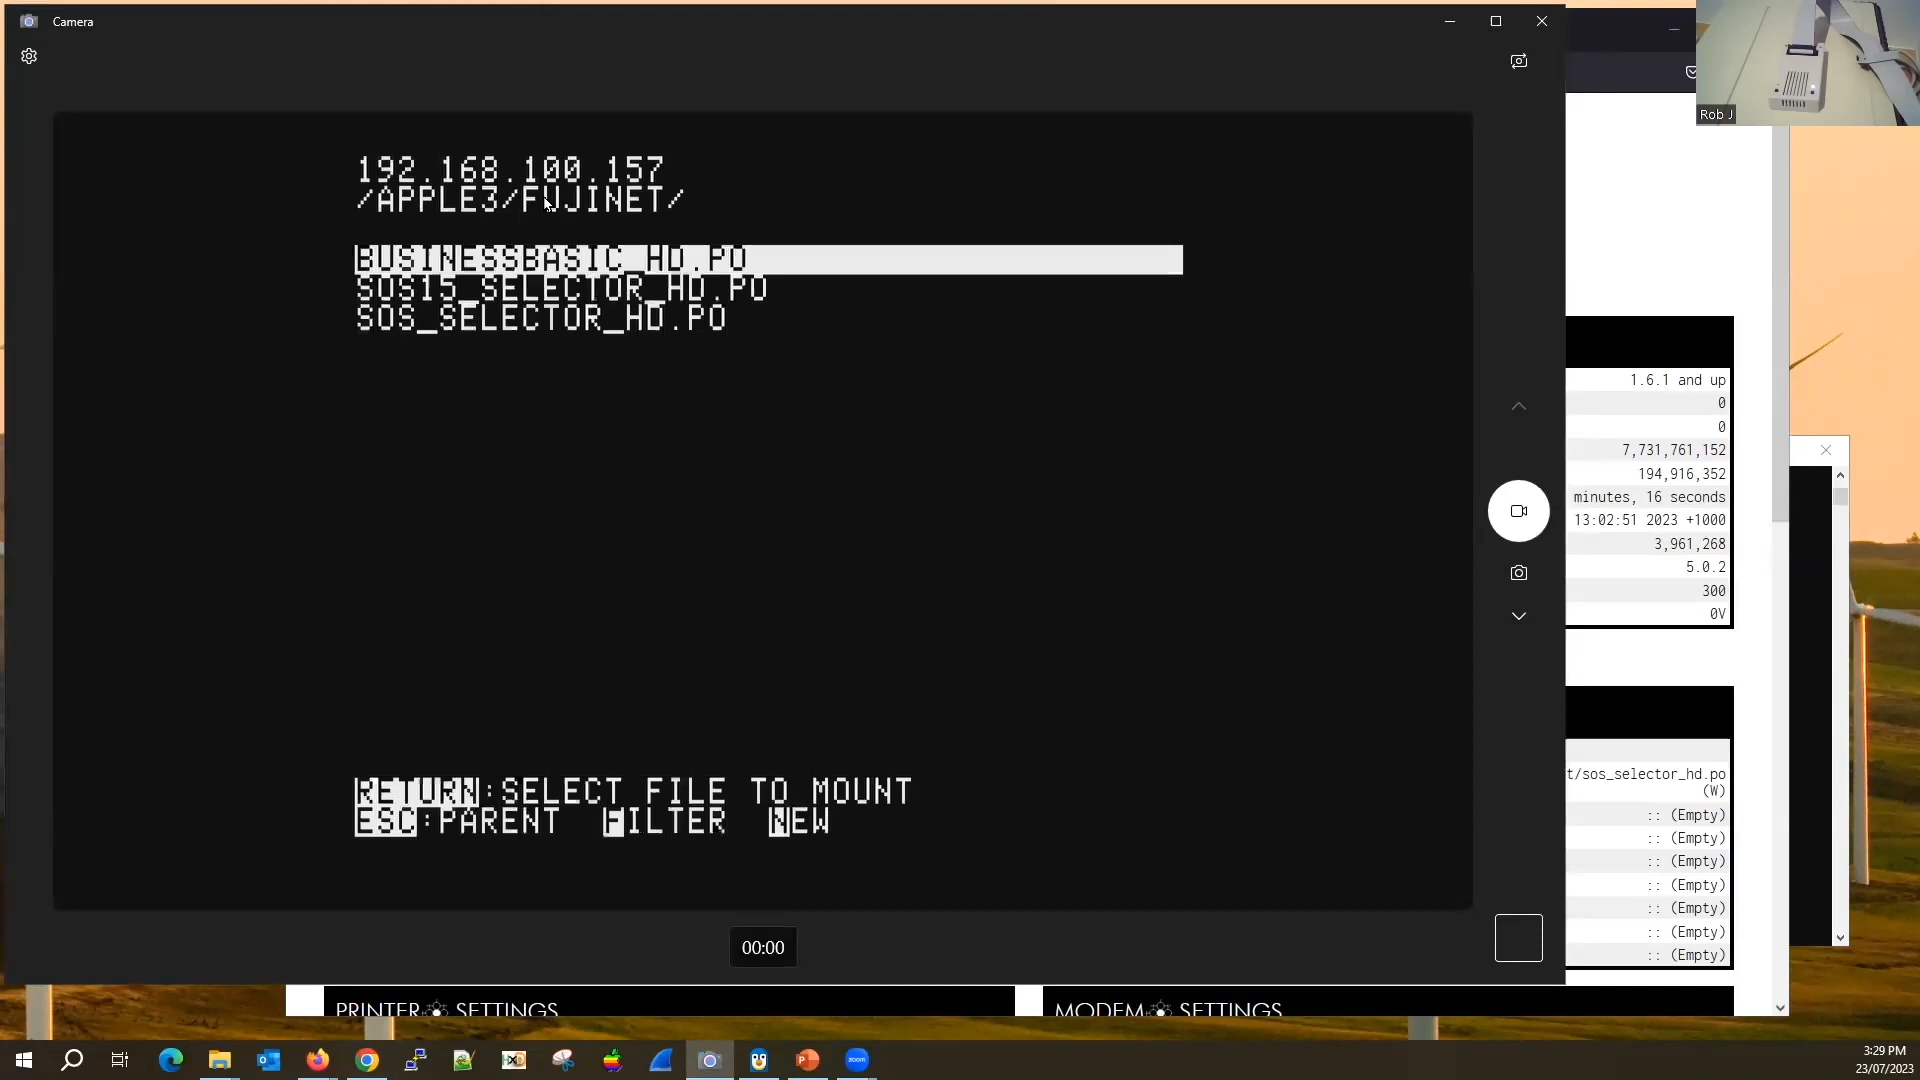 Camera
Rob J
192.168.100.157
/APPLE3/FUJINET/
BUSINESSBASIC_HD.PO
SOS15_SELECTOR_HD.PO
SOS_SELECTOR_HD.PO
RETURN:SELECT FILE TO MOUNT
ESC:PARENT FILTER NEW
00:00
1.6.1 and up
0
0
7,731,761,152
194,916,352
minutes, 16 seconds
13:02:51 2023 +1000
3,961,268
5.0.2
300
0V
t/sos_selector_hd.po
(W)
:: (Empty)
:: (Empty)
:: (Empty)
:: (Empty)
:: (Empty)
:: (Empty)
:: (Empty)
PRINTER SETTINGS
MODEM SETTINGS
zoom
3:29 PM
23/07/2023